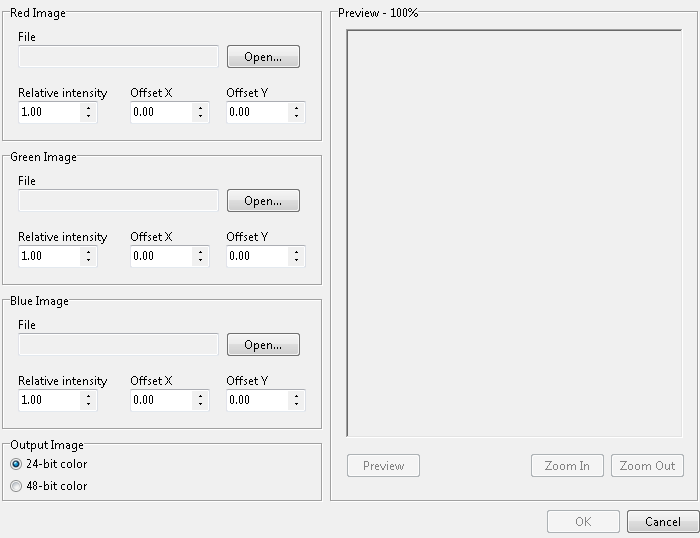 Red Image
File
Open...
Relative intensity Offset X Offset Y
1.00 0.00 0.00
Green Image
File
Open...
Relative intensity Offset X Offset Y
1.00 0.00 0.00
Blue Image
File
Open...
Relative intensity Offset X Offset Y
1.00 0.00 0.00
Output Image
24-bit color
48-bit color
Preview - 100%
Preview Zoom In Zoom Out
OK Cancel